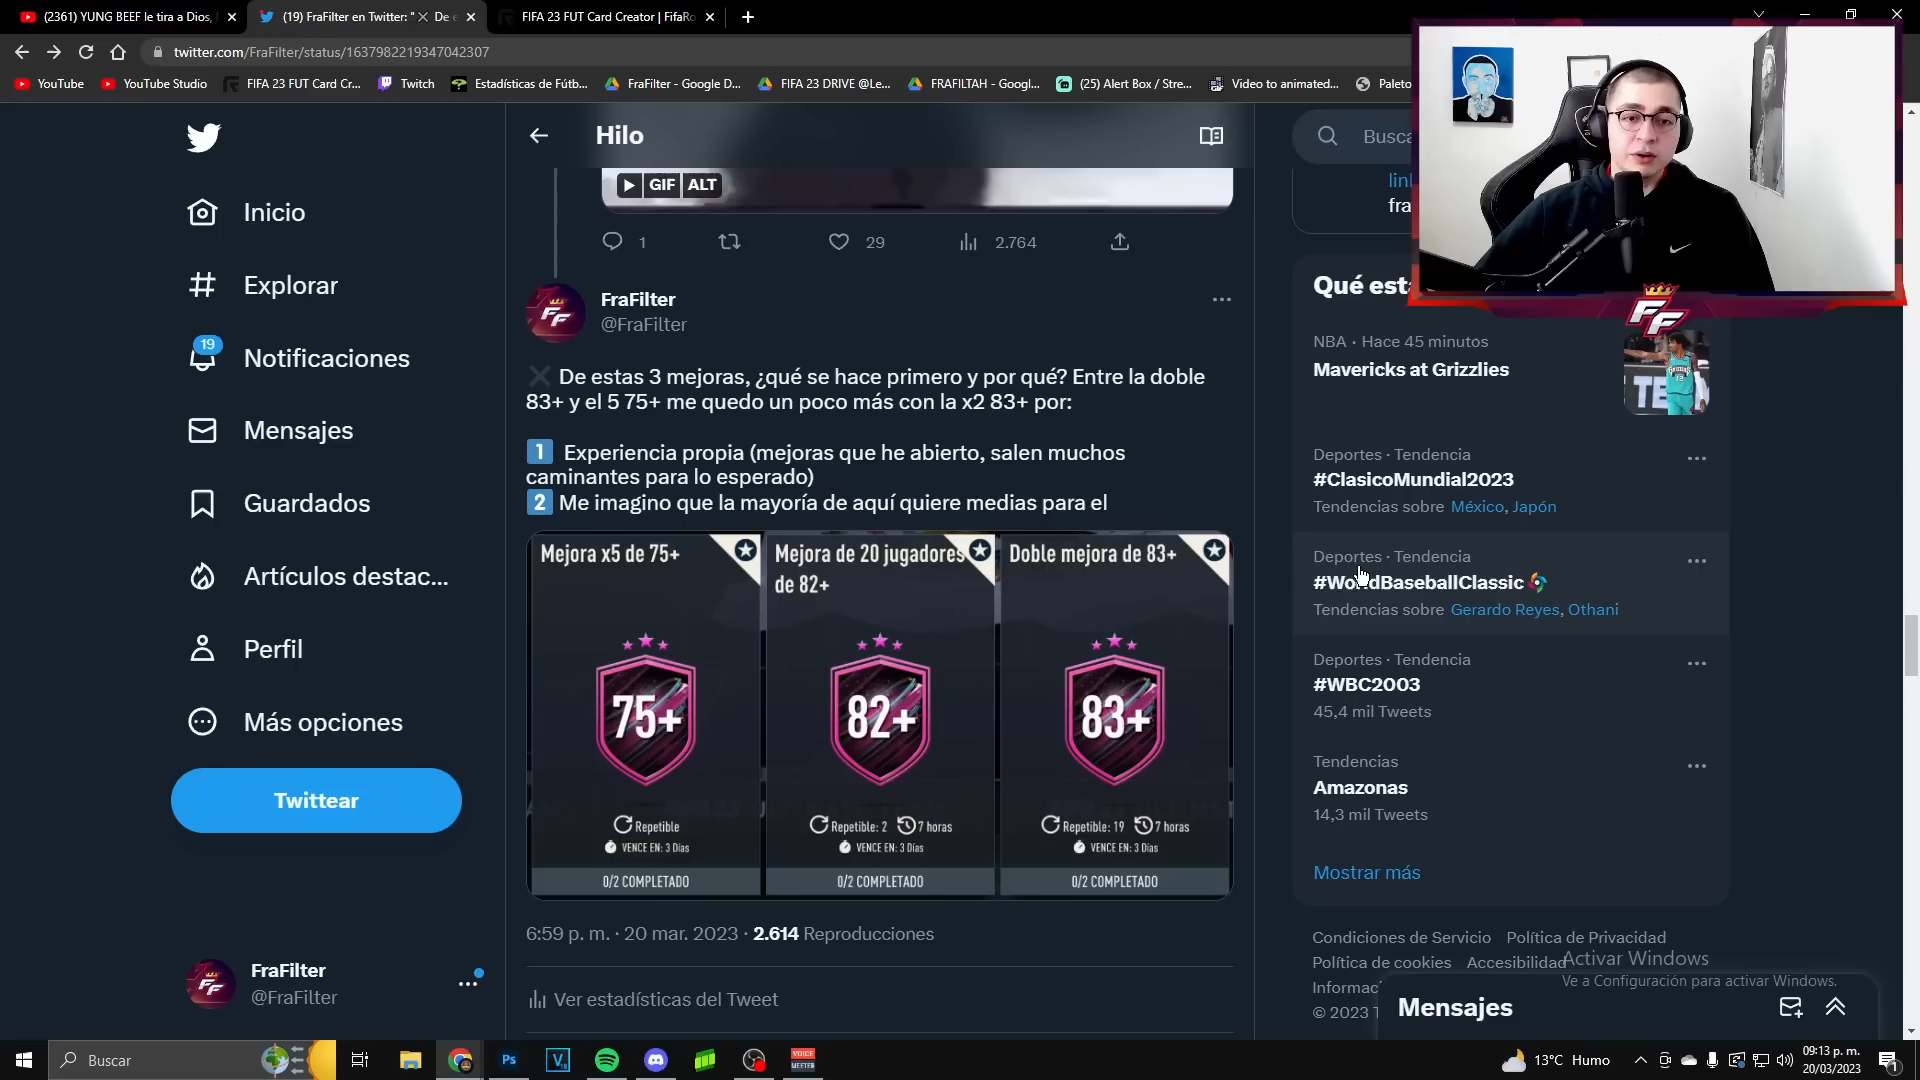 (2361) YUNG BEEF le tira a Dios,
(19) FraFilter en Twitter: "❌ De e
FIFA 23 FUT Card Creator | FifaRo
twitter.com/FraFilter/status/1637982219347042307
YouTube
YouTube Studio
FIFA 23 FUT Card Cr...
Twitch
Estadísticas de Fútb...
FraFilter - Google D...
FIFA 23 DRIVE @Le...
FRAFILTAH - Googl...
(25) Alert Box / Stre...
Video to animated...
Paleto
Inicio
Explorar
19
Notificaciones
Mensajes
Guardados
Artículos destac...
Perfil
Más opciones
Twittear
FraFilter
@FraFilter
Hilo
GIF
ALT
1
29
2.764
FraFilter
@FraFilter
❌ De estas 3 mejoras, ¿qué se hace primero y por qué? Entre la doble
83+ y el 5 75+ me quedo un poco más con la x2 83+ por:
1️⃣ Experiencia propia (mejoras que he abierto, salen muchos
caminantes para lo esperado)
2️⃣ Me imagino que la mayoría de aquí quiere medias para el
Mejora x5 de 75+
75+
Repetible
VENCE EN: 3 Días
0/2 COMPLETADO
Mejora de 20 jugadores
de 82+
82+
Repetible: 2 7 horas
VENCE EN: 3 Días
0/2 COMPLETADO
Doble mejora de 83+
83+
Repetible: 19 7 horas
VENCE EN: 3 Días
0/2 COMPLETADO
6:59 p. m. · 20 mar. 2023 · 2.614 Reproducciones
Ver estadísticas del Tweet
Busca
lin
fra
Qué est
FF
NBA · Hace 45 minutos
Mavericks at Grizzlies
Deportes · Tendencia
#ClasicoMundial2023
Tendencias sobre México, Japón
Deportes · Tendencia
#WorldBaseballClassic
Tendencias sobre Gerardo Reyes, Othani
Deportes · Tendencia
#WBC2003
45,4 mil Tweets
Tendencias
Amazonas
14,3 mil Tweets
Mostrar más
Condiciones de Servicio Política de Privacidad
Política de cookies Accesibilidad
Informac
© 2023 T
Activar Windows
Ve a Configuración para activar Windows.
Mensajes
Buscar
Ps
VOICE
MEETER
13°C Humo
09:13 p. m.
20/03/2023
1